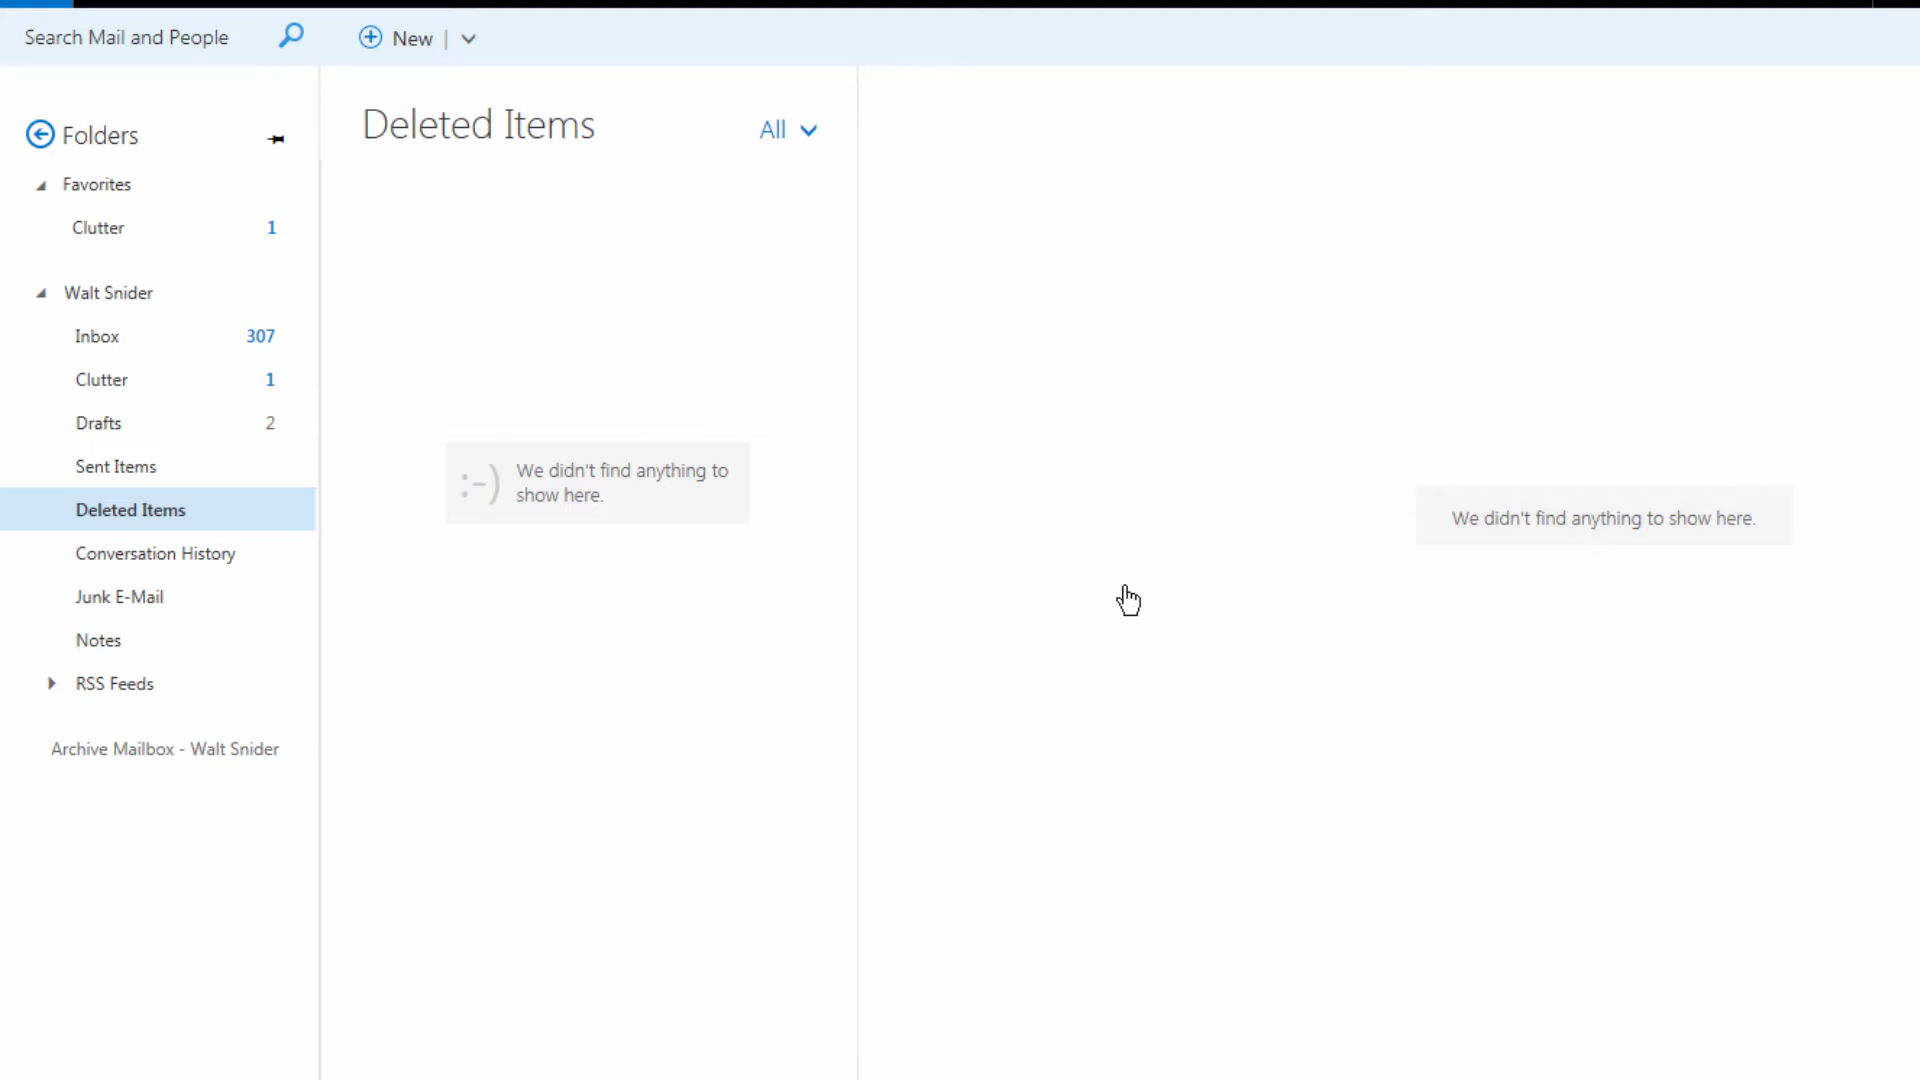 Search Mail and People
New
Folders
Favorites
Clutter 1
Walt Snider
Inbox 307
Clutter 1
Drafts 2
Sent Items
Deleted Items
Conversation History
Junk E-Mail
Notes
RSS Feeds
Archive Mailbox - Walt Snider
Deleted Items
All
:-)
We didn't find anything to
show here.
We didn't find anything to show here.